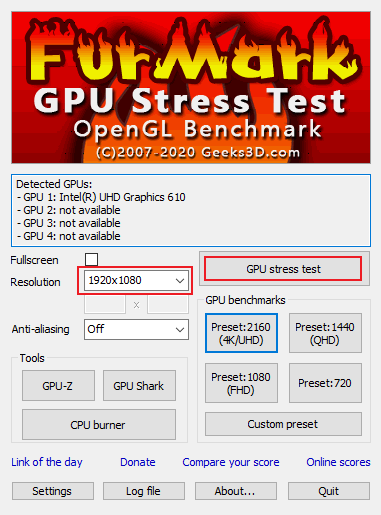 FurMark
GPU Stress Test
OpenGL Benchmark
(C)2007-2020 Geeks3D.com
Detected GPUs:
- GPU 1: Intel(R) UHD Graphics 610
- GPU 2: not available
- GPU 3: not available
- GPU 4: not available
Fullscreen
GPU stress test
Resolution
1920x1080
x
Anti-aliasing
Off
GPU benchmarks
Preset:2160
(4K/UHD)
Preset:1440
(QHD)
Preset:1080
(FHD)
Preset:720
Custom preset
Tools
GPU-Z
GPU Shark
CPU burner
Link of the day
Donate
Compare your score
Online scores
Settings
Log file
About...
Quit